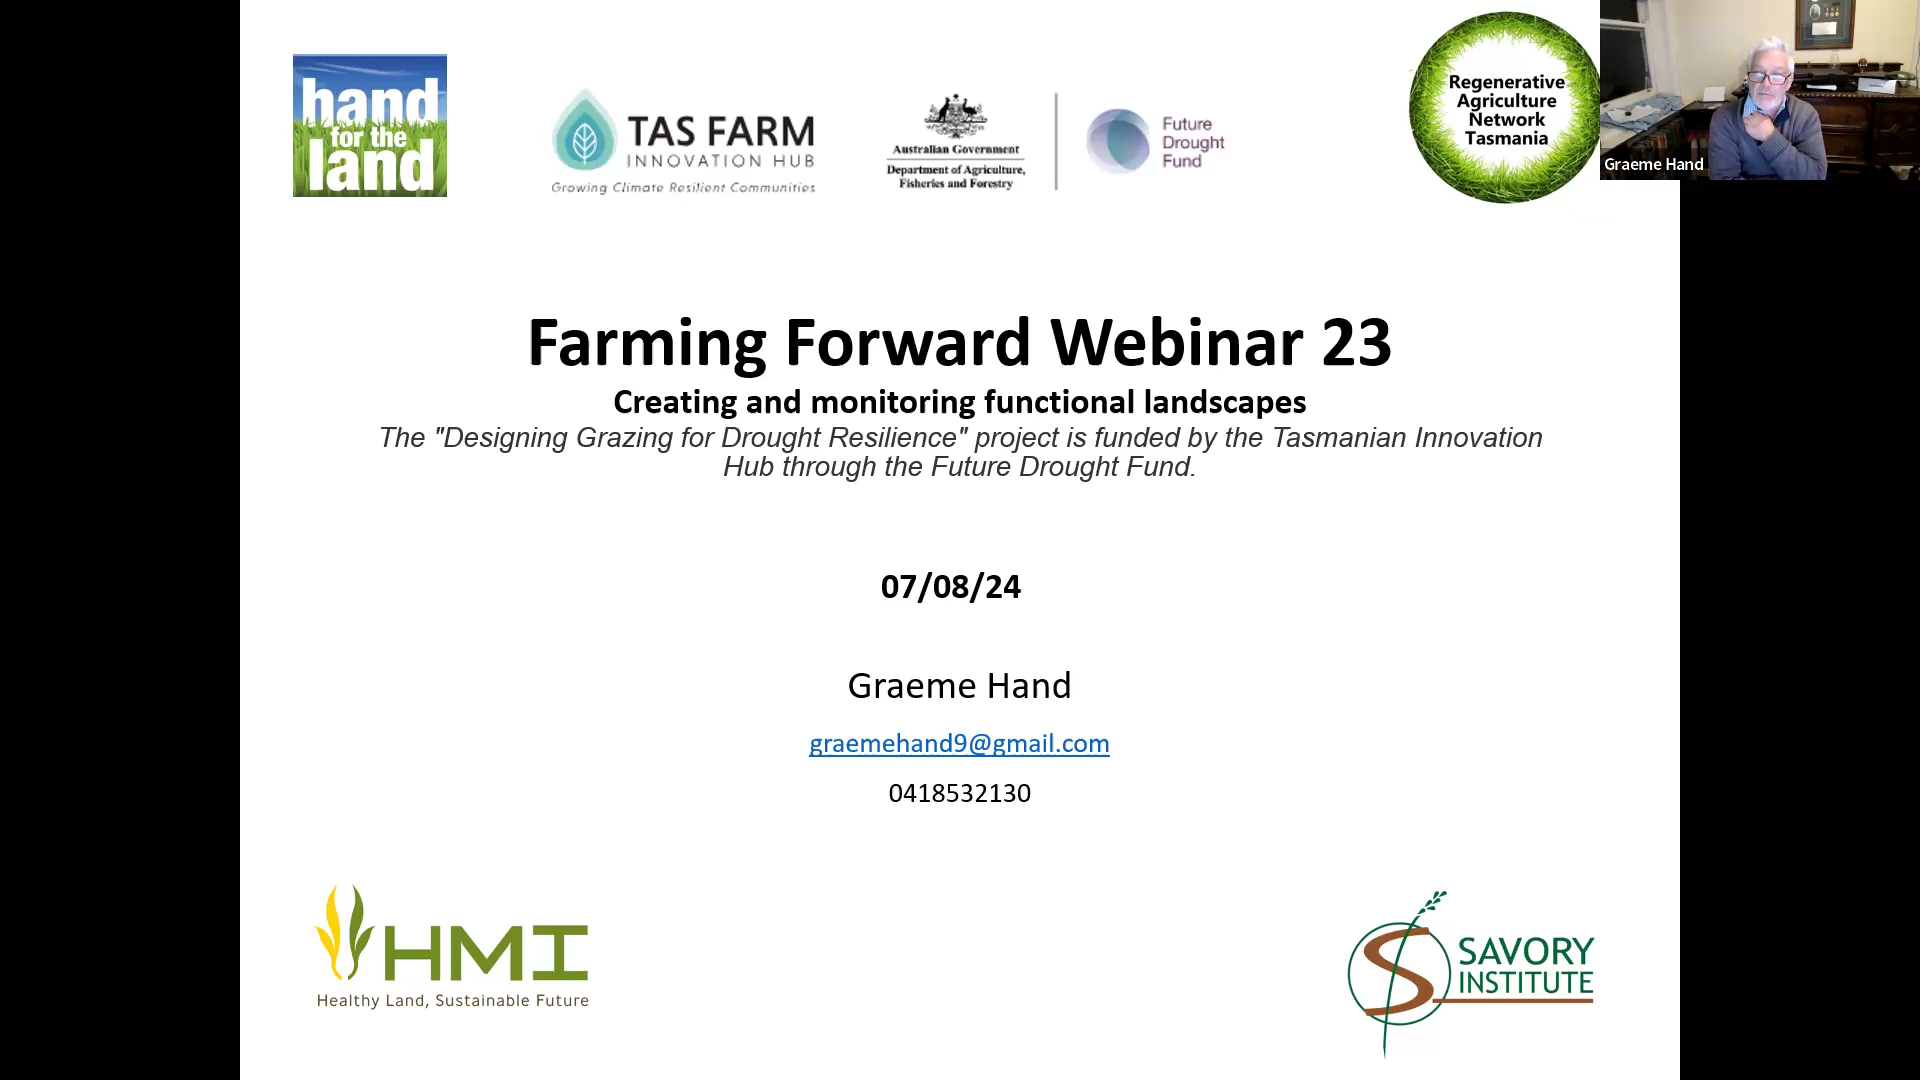 hand
for the
land
TAS FARM
INNOVATION HUB
Growing Climate Resilient Communities
Australian Government
Department of Agriculture,
Fisheries and Forestry
Future
Drought
Fund
Regenerative
Agriculture
Network
Tasmania
Graeme Hand
Farming Forward Webinar 23
Creating and monitoring functional landscapes
The "Designing Grazing for Drought Resilience" project is funded by the Tasmanian Innovation
Hub through the Future Drought Fund.
07/08/24
Graeme Hand
graemehand9@gmail.com
0418532130
HMI
Healthy Land, Sustainable Future
SAVORY
INSTITUTE